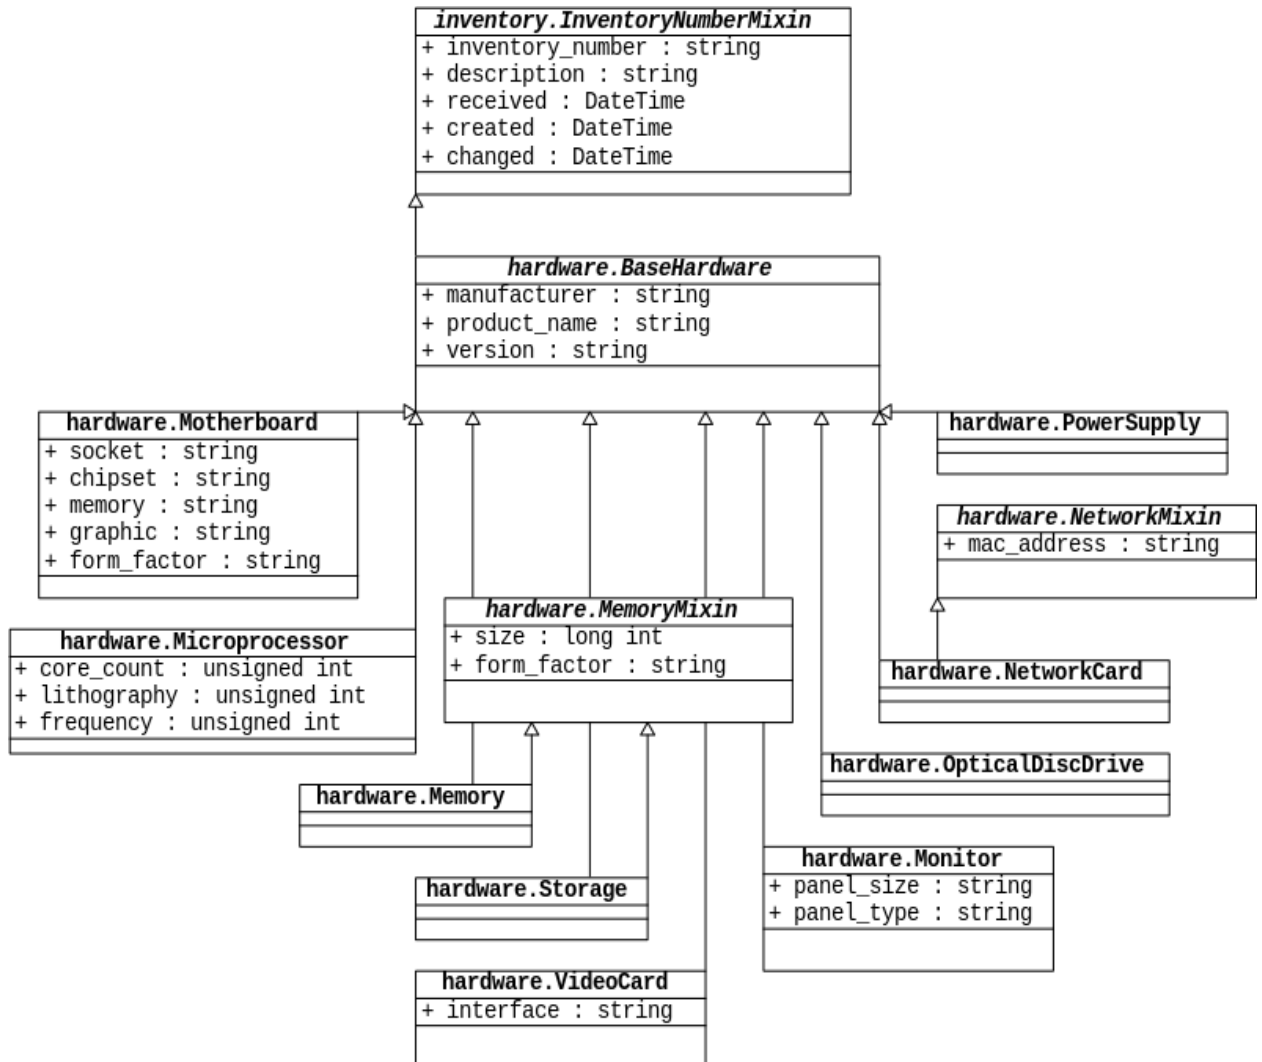 inventory.InventoryNumberMixin
+ inventory_number : string
+ description : string
+ received : DateTime
+ created : DateTime
+ changed : DateTime
hardware.BaseHardware
+ manufacturer : string
+ product_name : string
+ version : string
hardware.Motherboard
+ socket : string
+ chipset : string
+ memory : string
+ graphic : string
+ form_factor : string
hardware.PowerSupply
hardware.NetworkMixin
+ mac_address : string
hardware.MemoryMixin
+ size : long int
+ form_factor : string
hardware.Microprocessor
+ core_count : unsigned int
+ lithography : unsigned int
+ frequency : unsigned int
hardware.NetworkCard
hardware.OpticalDiscDrive
hardware.Memory
hardware.Monitor
+ panel_size : string
+ panel_type : string
hardware.Storage
hardware.VideoCard
+ interface : string